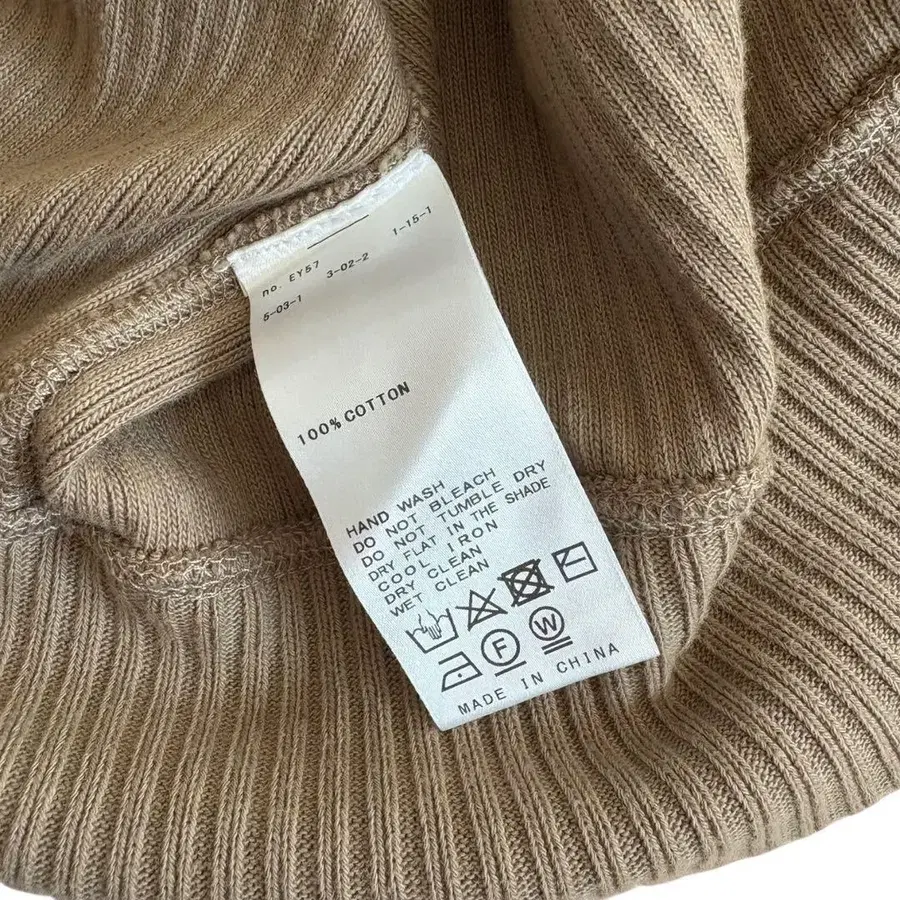 no. EY57
5-03-1 3-02-2 1-15-1
100% COTTON
HAND WASH
DO NOT BLEACH
DO NOT TUMBLE DRY
DRY FLAT IN THE SHADE
COOL IRON
DRY CLEAN
WET CLEAN
F W
MADE IN CHINA